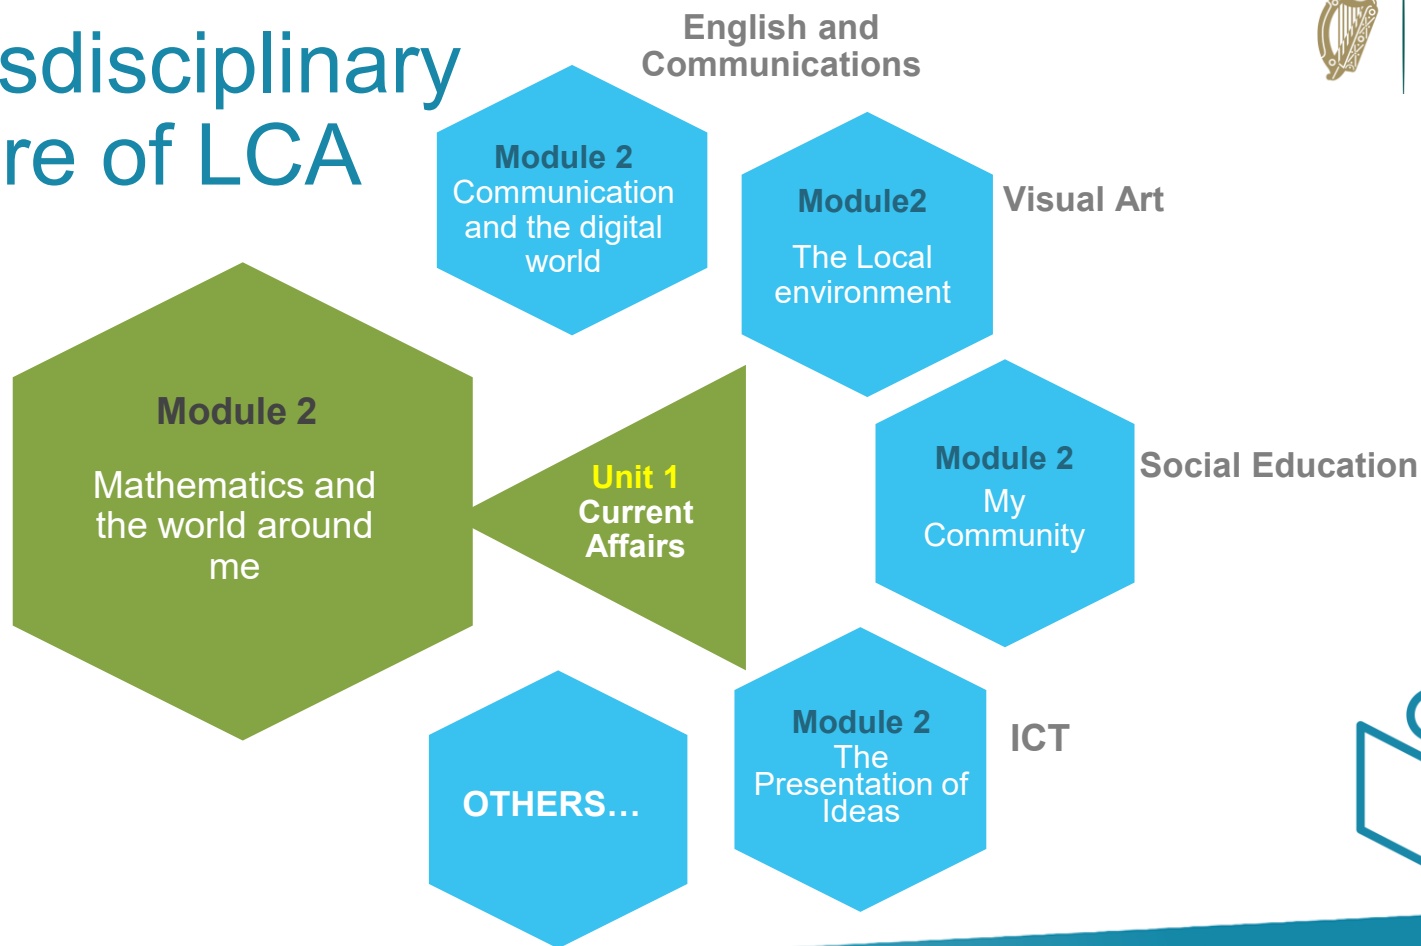 sdisciplinary
re of LCA
English and
Communications
Module 2
Communication
and the digital
world
Module2
The Local
environment
Visual Art
Module 2
Mathematics and
the world around
me
Unit 1
Current
Affairs
Module 2
My
Community
Social Education
Module 2
The
Presentation of
Ideas
ICT
OTHERS…